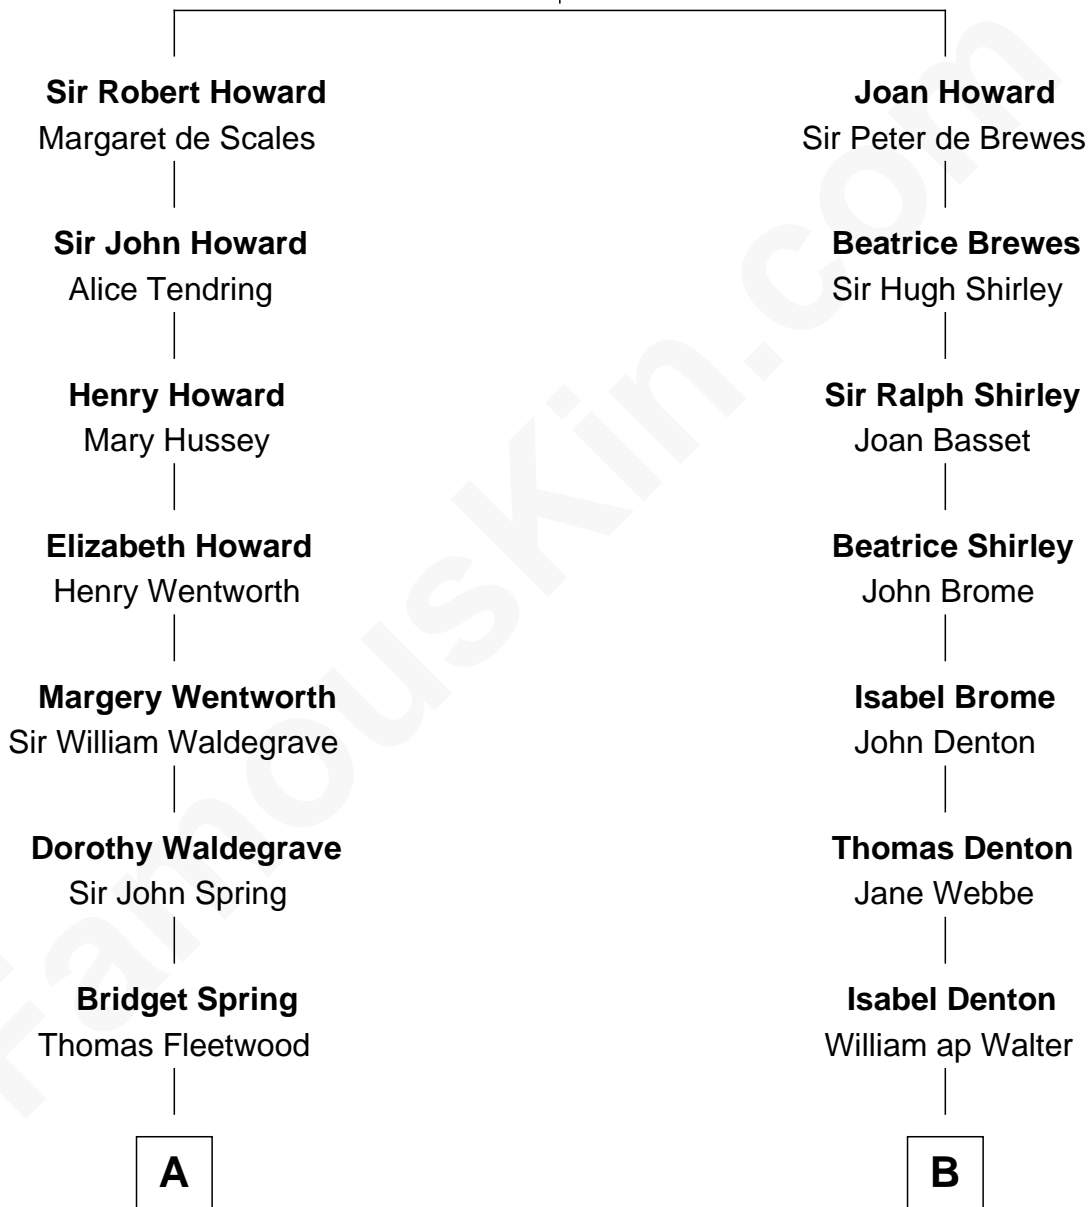 Sir Robert Howard
Margaret de Scales
Sir John Howard
Alice Tendring
Henry Howard
Mary Hussey
Elizabeth Howard
Henry Wentworth
Margery Wentworth
Sir William Waldegrave
Dorothy Waldegrave
Sir John Spring
Bridget Spring
Thomas Fleetwood
A
Joan Howard
Sir Peter de Brewes
Beatrice Brewes
Sir Hugh Shirley
Sir Ralph Shirley
Joan Basset
Beatrice Shirley
John Brome
Isabel Brome
John Denton
Thomas Denton
Jane Webbe
Isabel Denton
William ap Walter
B
FamousKin.com